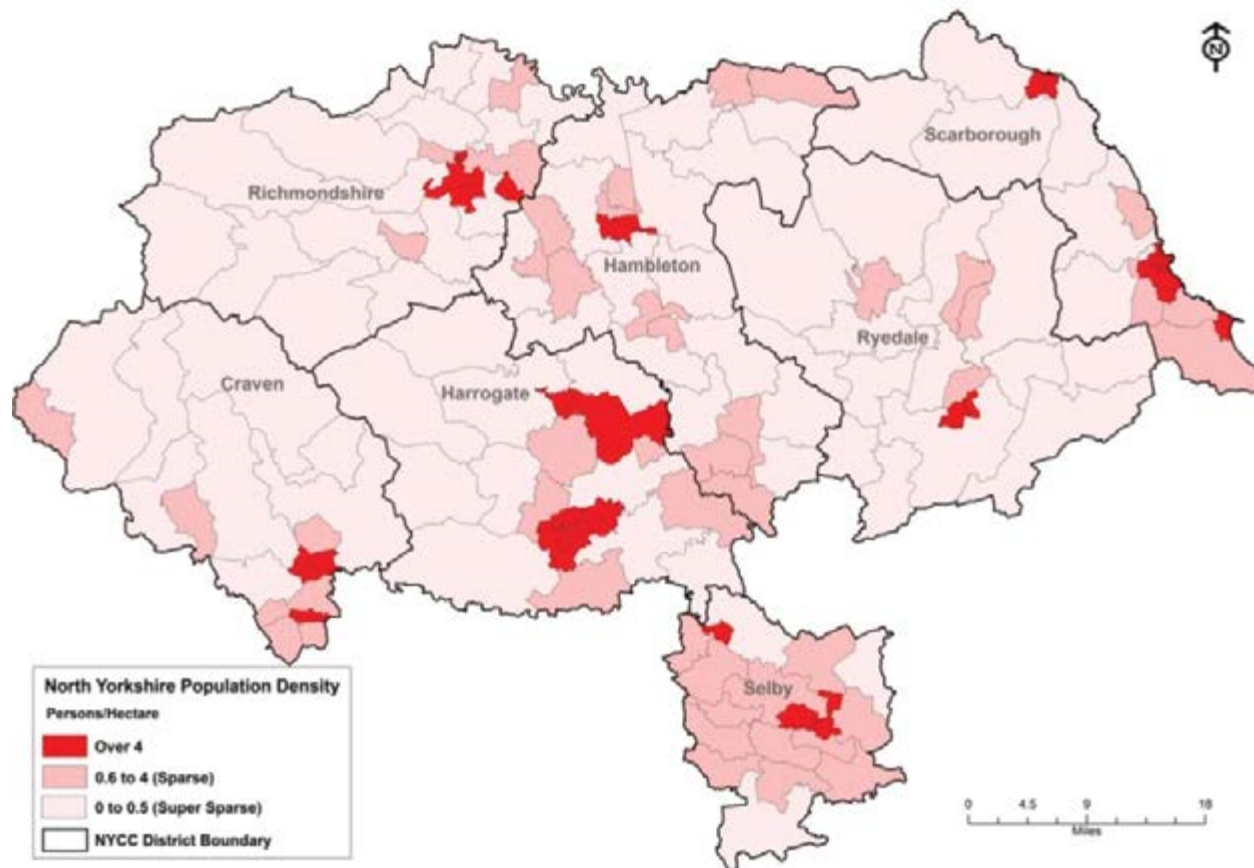 N
Scarborough
Richmondshire
Hambleton
Ryedale
Craven
Harrogate
Selby
North Yorkshire Population Density
Persons/Hectare
Over 4
0.6 to 4 (Sparse)
0 to 0.5 (Super Sparse)
NYCC District Boundary
0 4.5 9 18
Miles